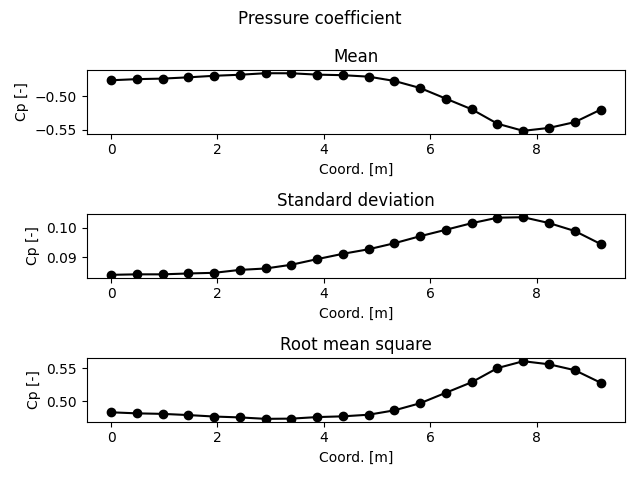 Pressure coefficient
Mean
Cp [-]
−0.50
−0.55
0 2 4 6 8
Coord. [m]
Standard deviation
Cp [-]
0.10
0.09
0 2 4 6 8
Coord. [m]
Root mean square
Cp [-]
0.55
0.50
0 2 4 6 8
Coord. [m]